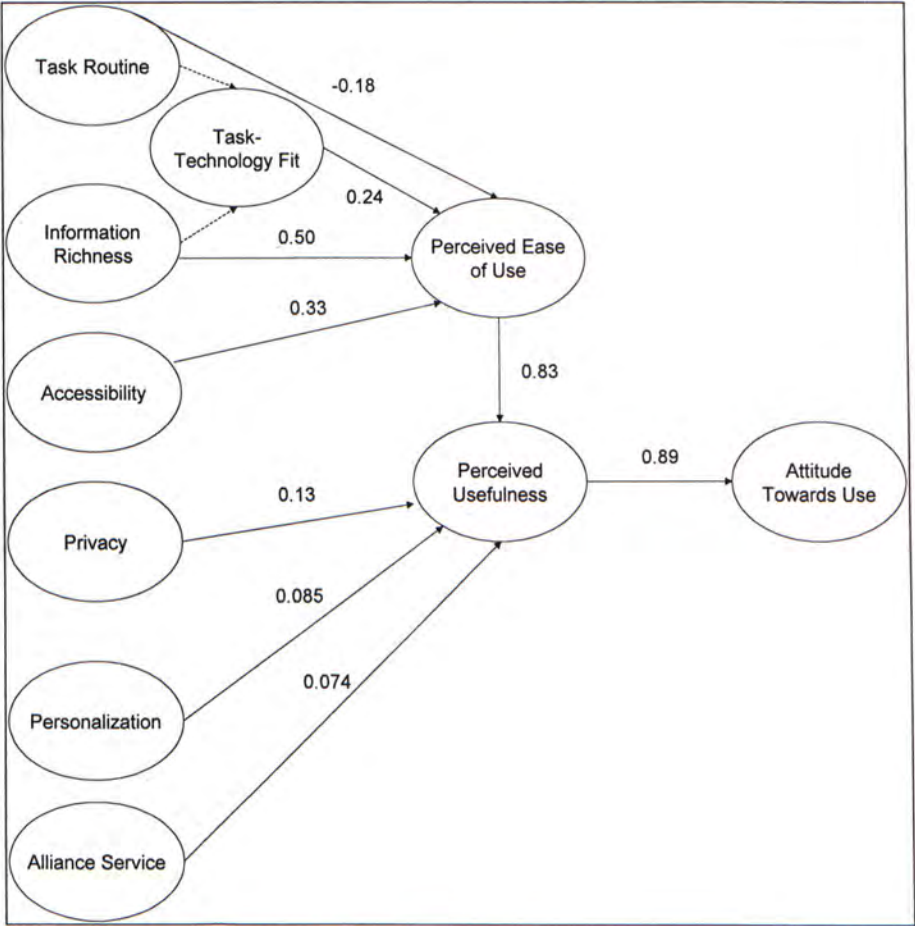 Task Routine
-0.18
Task-
Technology Fit
0.24
Information
Richness
0.50
Perceived Ease
of Use
0.33
Accessibility
0.83
Perceived
Usefulness
0.89
Attitude
Towards Use
0.13
Privacy
0.085
0.074
Personalization
Alliance Service